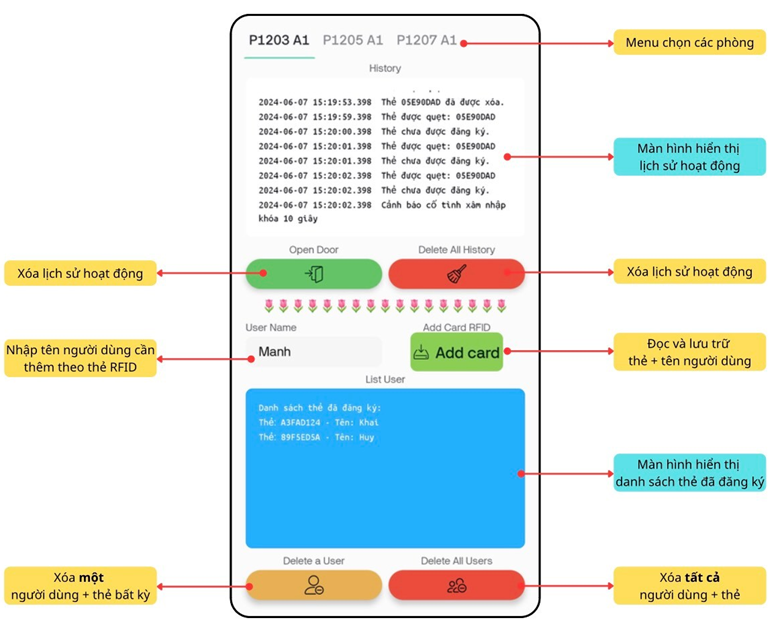 P1203 A1 P1205 A1 P1207 A1
Menu chọn các phòng
History
2024-06-07 15:19:53.398 Thẻ 05E90DAD đã được xóa.
2024-06-07 15:19:59.398 Thẻ được quẹt: 05E90DAD
2024-06-07 15:20:00.398 Thẻ chưa được đăng ký.
2024-06-07 15:20:01.398 Thẻ được quẹt: 05E90DAD
2024-06-07 15:20:01.398 Thẻ chưa được đăng ký.
2024-06-07 15:20:02.398 Thẻ được quẹt: 05E90DAD
2024-06-07 15:20:02.398 Thẻ chưa được đăng ký.
2024-06-07 15:20:02.398 Cảnh báo cố tình xâm nhập
khóa 10 giây
Màn hình hiển thị
lịch sử hoạt động
Open Door
Delete All History
Xóa lịch sử hoạt động
Xóa lịch sử hoạt động
User Name
Add Card RFID
Nhập tên người dùng cần
thêm theo thẻ RFID
Manh
Add card
Đọc và lưu trữ
thẻ + tên người dùng
List User
Danh sách thẻ đã đăng ký:
Thẻ: A3FAD124 - Tên: Khai
Thẻ: 89F5ED5A - Tên: Huy
Màn hình hiển thị
danh sách thẻ đã đăng ký
Delete a User
Delete All Users
Xóa một
người dùng + thẻ bất kỳ
Xóa tất cả
người dùng + thẻ